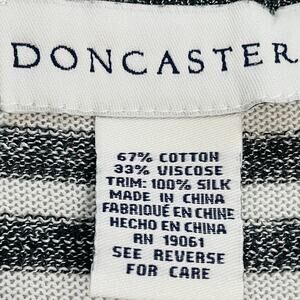 DONCASTER
67% COTTON
33% VISCOSE
TRIM: 100% SILK
MADE IN CHINA
FABRIQUÉ EN CHINE
HECHO EN CHINA
RN 19061
SEE REVERSE
FOR CARE